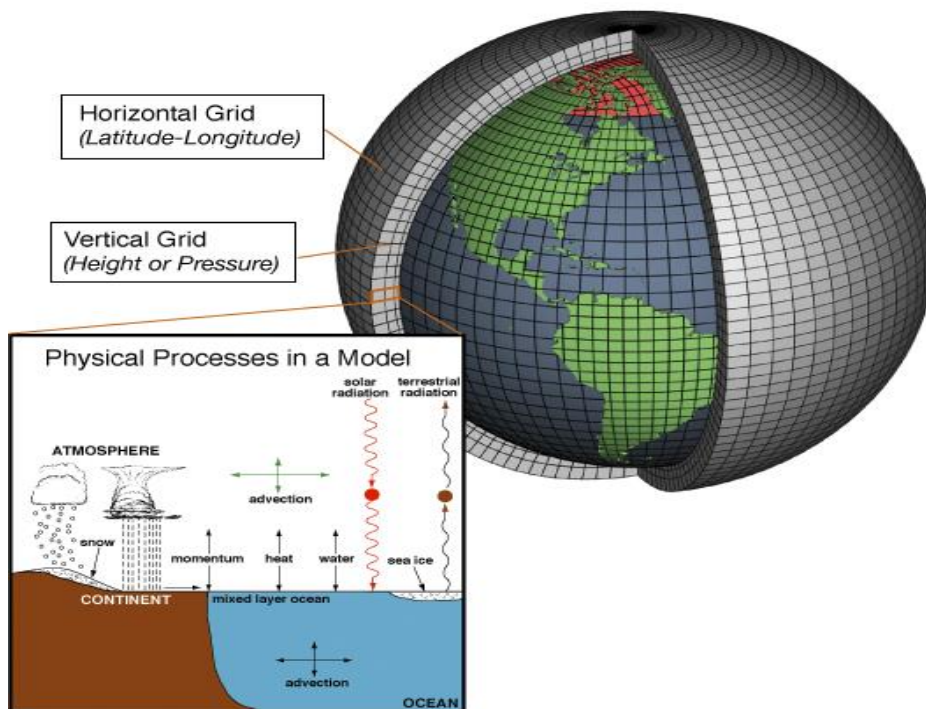 Horizontal Grid
(Latitude-Longitude)
Vertical Grid
(Height or Pressure)
Physical Processes in a Model
solar
radiation
terrestrial
radiation
ATMOSPHERE
advection
snow
momentum
heat
water
sea ice
CONTINENT
mixed layer ocean
advection
OCEAN